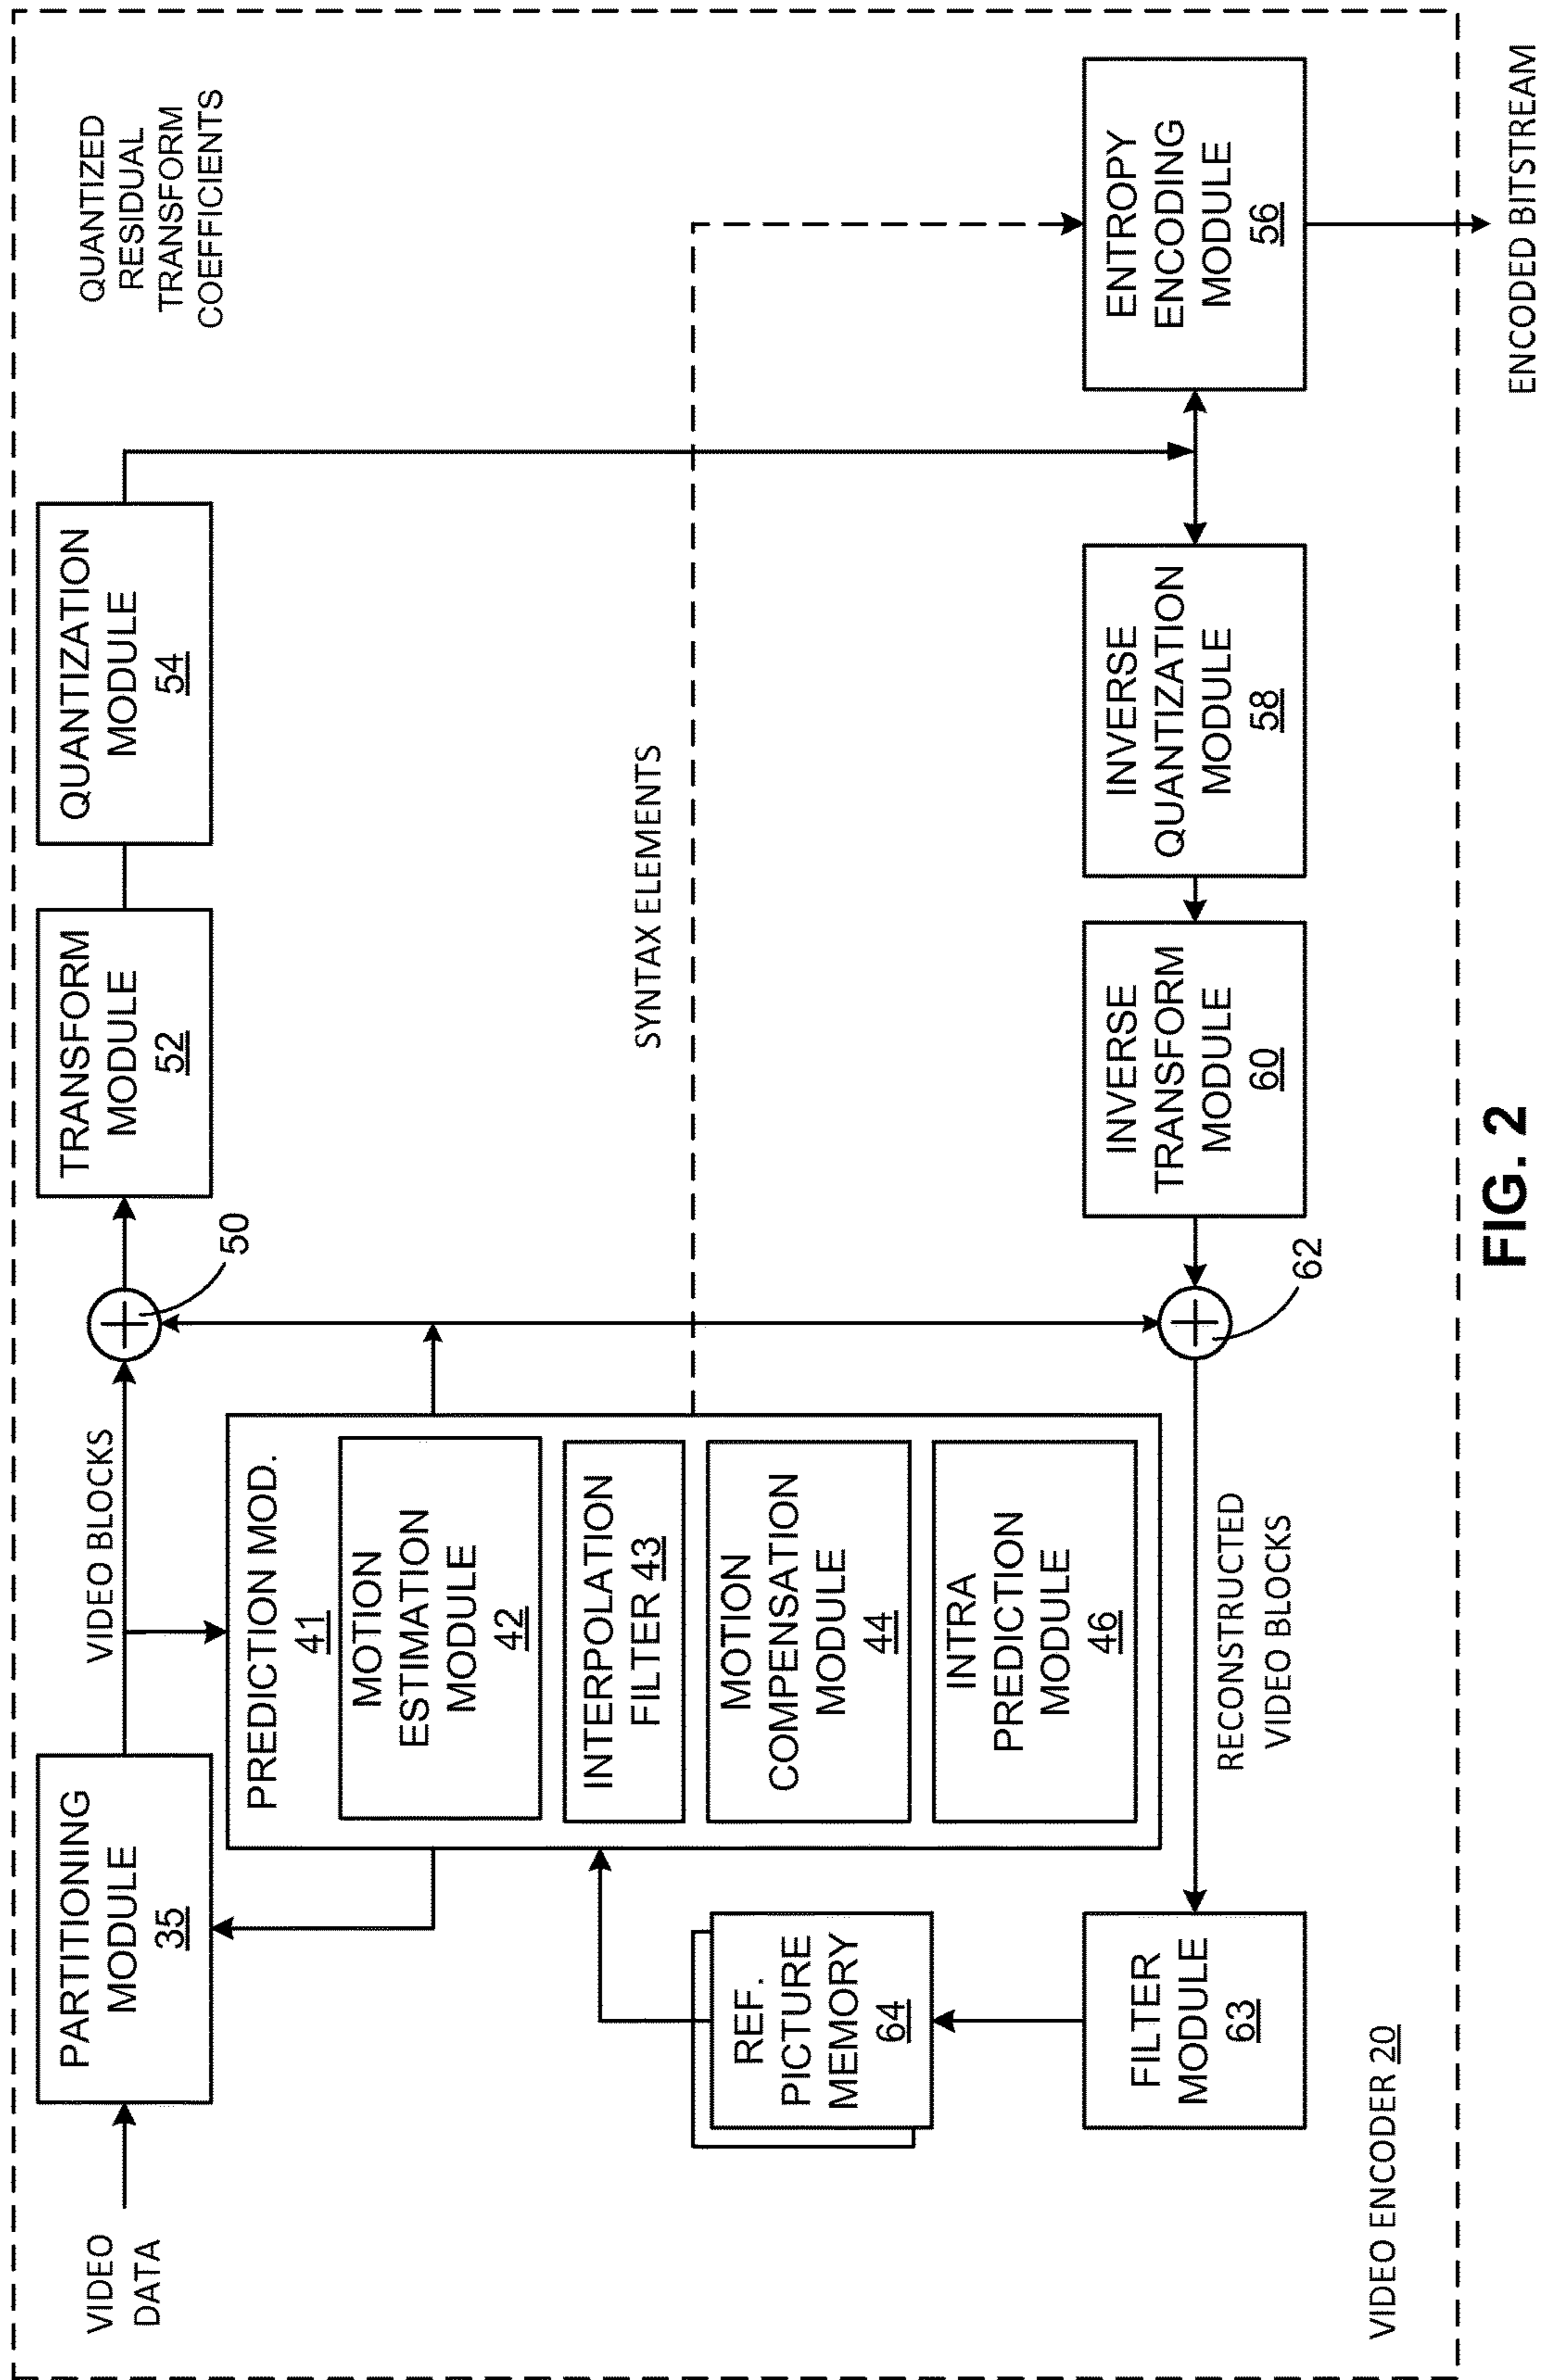 VIDEO
DATA
PARTITIONING
MODULE
35
VIDEO BLOCKS
50
TRANSFORM
MODULE
52
QUANTIZATION
MODULE
54
QUANTIZED
RESIDUAL
TRANSFORM
COEFFICIENTS
PREDICTION MOD.
41
MOTION
ESTIMATION
MODULE
42
INTERPOLATION
FILTER 43
MOTION
COMPENSATION
MODULE
44
INTRA
PREDICTION
MODULE
46
SYNTAX ELEMENTS
REF.
PICTURE
MEMORY
64
FILTER
MODULE
63
RECONSTRUCTED
VIDEO BLOCKS
62
INVERSE
TRANSFORM
MODULE
60
INVERSE
QUANTIZATION
MODULE
58
ENTROPY
ENCODING
MODULE
56
VIDEO ENCODER 20
ENCODED BITSTREAM
FIG. 2